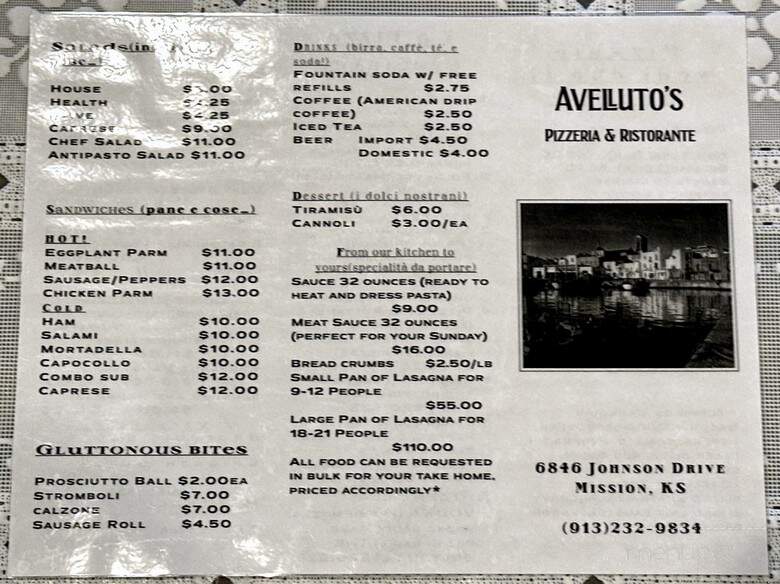 Salads(in
House
Health $ .25
$4.25
Caprese $9.00
Chef Salad $11.00
Antipasto Salad $11.00
Sandwiches (pane e cose...)
HOT!
Eggplant Parm $11.00
Meatball $11.00
Sausage/Peppers $12.00
Chicken Parm $13.00
Cold
Ham $10.00
Salami $10.00
Mortadella $10.00
Capocollo $10.00
Combo sub $12.00
Caprese $12.00
Gluttonous Bites
Prosciutto Ball $2.00ea
Stromboli $7.00
calzone $7.00
Sausage Roll $4.50
Drinks (birra, caffé, té, e
soda!)
Fountain soda w/ free
refills $2.75
Coffee (American drip
coffee) $2.50
Iced Tea $2.50
Beer Import $4.50
Domestic $4.00
Dessert (i dolci nostrani)
Tiramisù $6.00
Cannoli $3.00/ea
From our kitchen to
yours(specialità da portare)
Sauce 32 ounces (ready to
heat and dress pasta)
$9.00
Meat Sauce 32 ounces
(perfect for your Sunday)
$16.00
Bread crumbs $2.50/lb
Small Pan of Lasagna for
9-12 People
$55.00
Large Pan of Lasagna for
18-21 People
$110.00
All food can be requested
in bulk for your take home,
priced accordingly*
Avelluto's
Pizzeria & Ristorante
6846 Johnson Drive
Mission, KS
(913)232-9834